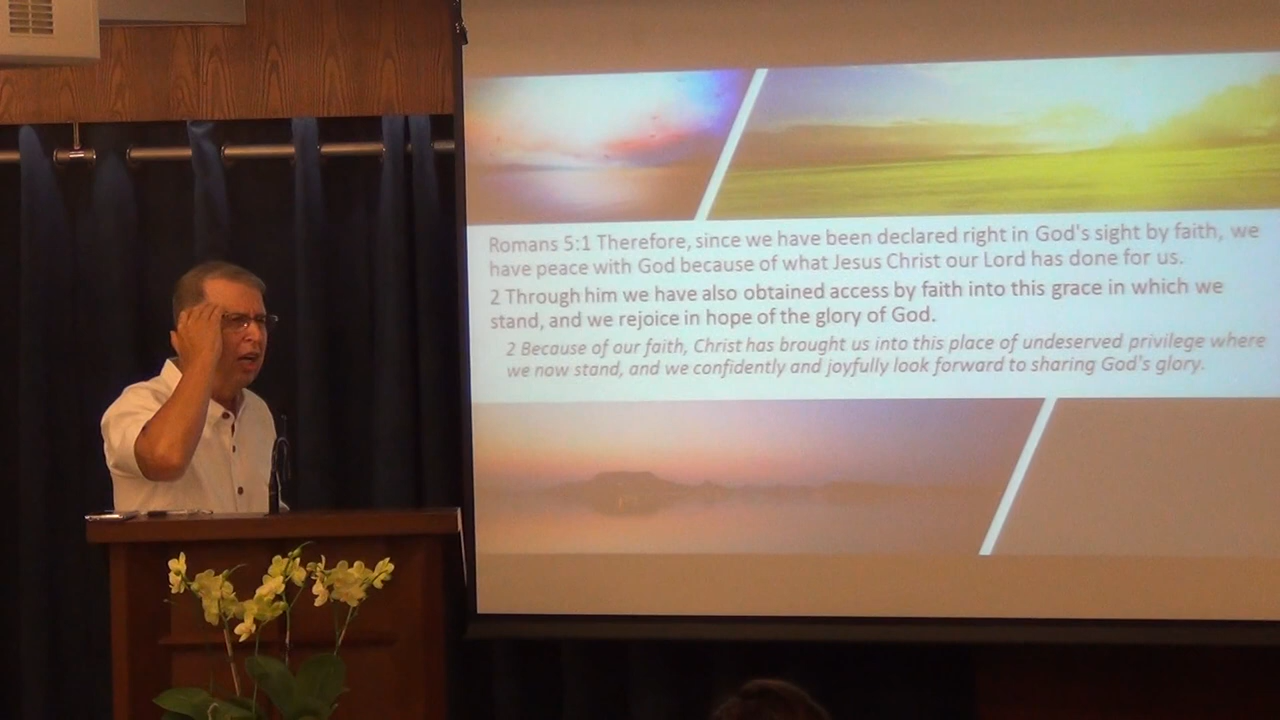 Romans 5:1 Therefore, since we have been declared right in God's sight by faith, we
have peace with God because of what Jesus Christ our Lord has done for us.
2 Through him we have also obtained access by faith into this grace in which we
stand, and we rejoice in hope of the glory of God.
2 Because of our faith, Christ has brought us into this place of undeserved privilege where
we now stand, and we confidently and joyfully look forward to sharing God's glory.